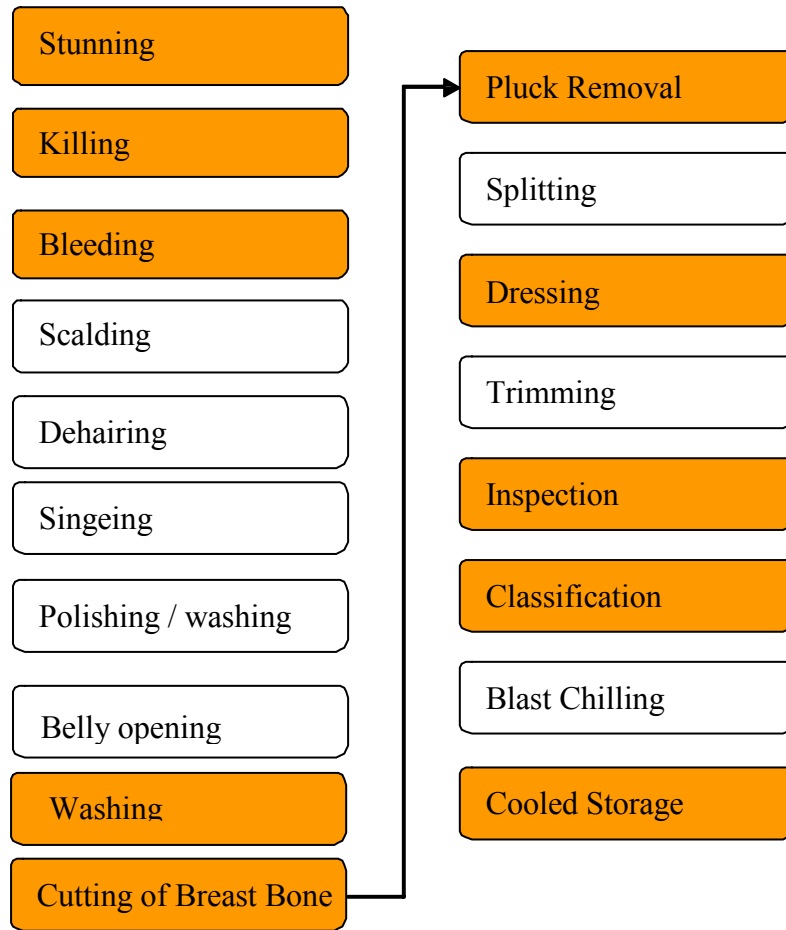 Stunning
Killing
Bleeding
Scalding
Dehairing
Singeing
Polishing / washing
Belly opening
Washing
Cutting of Breast Bone
Pluck Removal
Splitting
Dressing
Trimming
Inspection
Classification
Blast Chilling
Cooled Storage